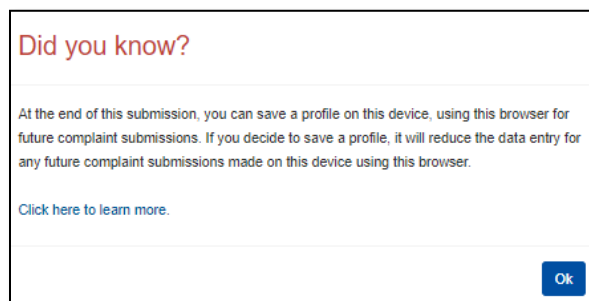 Did you know?
At the end of this submission, you can save a profile on this device, using this browser for
future complaint submissions. If you decide to save a profile, it will reduce the data entry for
any future complaint submissions made on this device using this browser.
Click here to learn more.
Ok